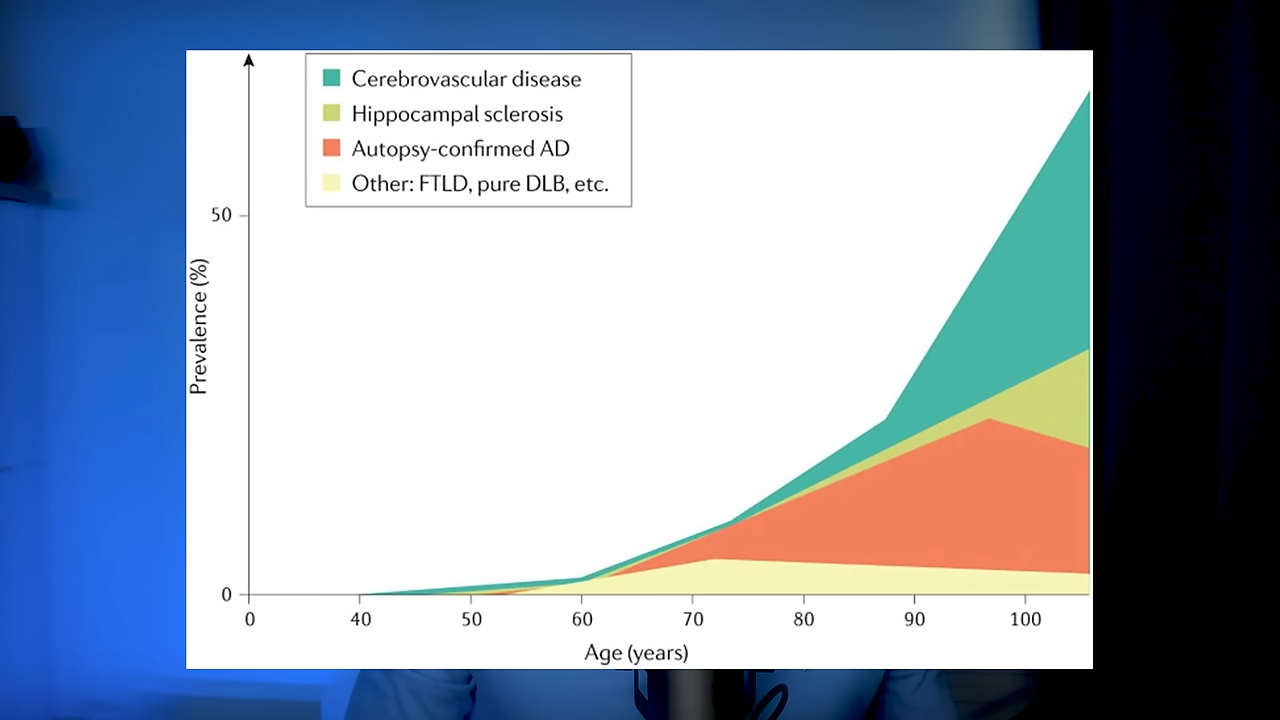 Cerebrovascular disease
Hippocampal sclerosis
Autopsy-confirmed AD
Other: FTLD, pure DLB, etc.
50
Prevalence (%)
0
0 40 50 60 70 80 90 100
Age (years)